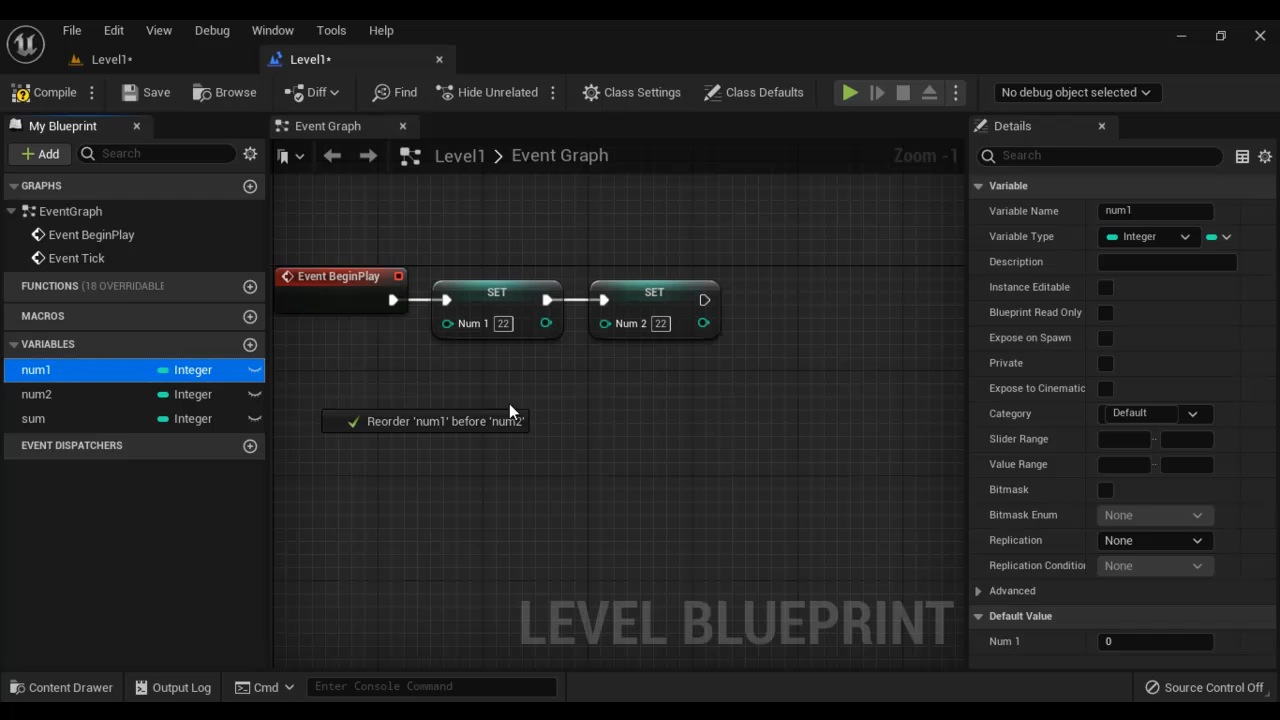 File Edit View Debug Window Tools Help
Level1* Level1*
Compile Save Browse Diff Find Hide Unrelated Class Settings Class Defaults No debug object selected
My Blueprint Event Graph Details
Add Search Level1 > Event Graph Zoom -1 Search
GRAPHS
EventGraph
Event BeginPlay
Event Tick
FUNCTIONS (18 OVERRIDABLE
MACROS
VARIABLES
num1 Integer
num2 Integer
sum Integer
EVENT DISPATCHERS
Event BeginPlay
SET
Num 1 22
SET
Num 2 22
Reorder 'num1' before 'num2'
LEVEL BLUEPRINT
Variable
Variable Name num1
Variable Type Integer
Description
Instance Editable
Blueprint Read Only
Expose on Spawn
Private
Expose to Cinematic
Category Default
Slider Range
Value Range
Bitmask
Bitmask Enum None
Replication None
Replication Condition None
Advanced
Default Value
Num 1 0
Content Drawer Output Log Cmd Enter Console Command Source Control Off